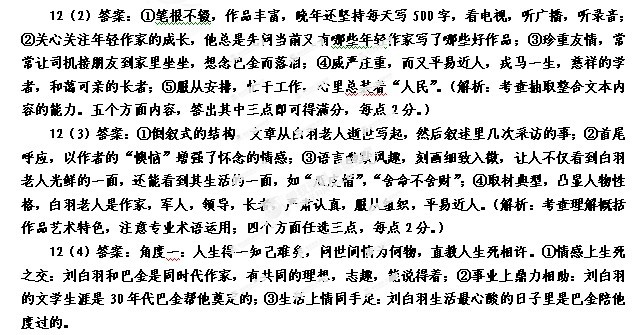 12（2）答案：①笔根不辍，作品丰富，晚年还坚持每天写 500 字，看电视，听广播，听录音；
②关心关注年轻作家的成长，他总是先问当前又有哪些年轻作家写了哪些好作品；③珍重友情，常
常让司机接朋友到家里坐坐，想念巴金而落泪；④威严庄重，而又平易近人，戎马一生，慈祥的学
者，和蔼可亲的长者；⑤服从安排，忙于工作，心里总装着“人民”。（解析：考查抽取整合文本内
容的能力。五个方面内容，答出其中三点即可得满分，每点 2 分。）
12（3）答案：①倒叙式的结构，文章从白羽老人逝世写起，然后叙述里几次采访的事；②首尾
呼应，以作者的“懊恼”增强了怀念的情感；③语言 风趣，刻画细致入微，让人不仅看到白羽
老人光鲜的一面，还能看到其生活的一面，如 “舍命不舍财”；④取材典型，凸显人物性
格，白羽老人是作家，军人，领导，长者，严肃认真，服从组织，平易近人。（解析：考查理解概括
作品艺术特色，注意专业术语运用；四个方面任选三点，每点 2 分。）
12（4）答案：角度一：人生得一知己难矣，问世间情为何物，直教人生死相许。①情感上生死
之交：刘白羽和巴金是同时代作家，有共同的理想，志趣，能说得着；②事业上鼎力相助：刘白羽
的文学生涯是 30 年代巴金帮他奠定的；③生活上情同手足：刘白羽生活最心酸的日子里是巴金陪他
度过的。